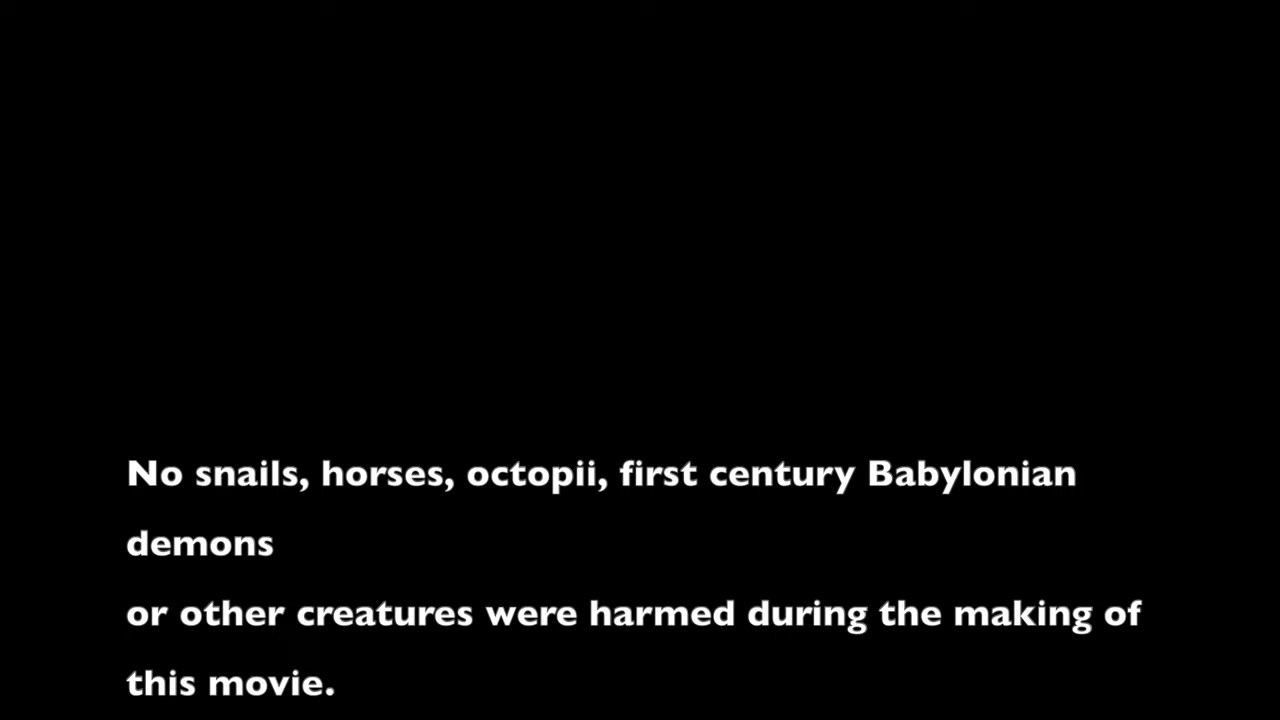 No snails, horses, octopii, first century Babylonian
demons
or other creatures were harmed during the making of
this movie.